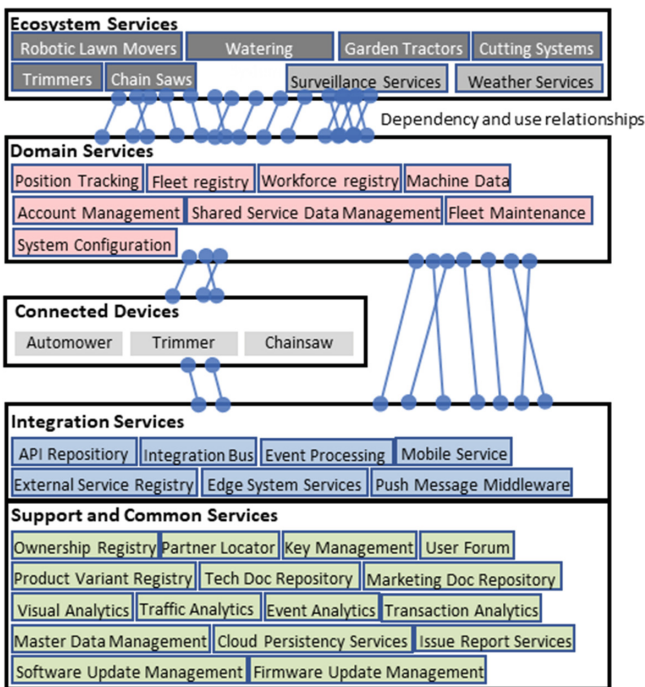 Ecosystem Services
Robotic Lawn Movers Watering Garden Tractors Cutting Systems
Trimmers Chain Saws Surveillance Services Weather Services
Dependency and use relationships
Domain Services
Position Tracking Fleet registry Workforce registry Machine Data
Account Management Shared Service Data Management Fleet Maintenance
System Configuration
Connected Devices
Automower Trimmer Chainsaw
Integration Services
API Repositiory Integration Bus Event Processing Mobile Service
External Service Registry Edge System Services Push Message Middleware
Support and Common Services
Ownership Registry Partner Locator Key Management User Forum
Product Variant Registry Tech Doc Repository Marketing Doc Repository
Visual Analytics Traffic Analytics Event Analytics Transaction Analytics
Master Data Management Cloud Persistency Services Issue Report Services
Software Update Management Firmware Update Management